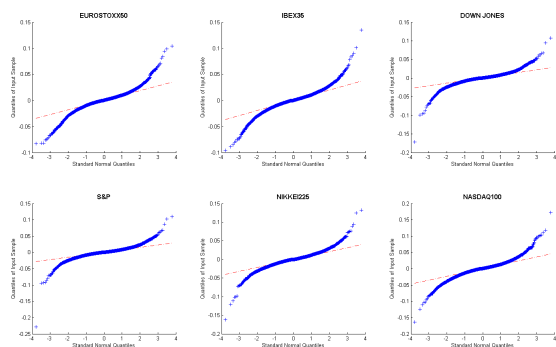 EUROSTOXX50
Quantiles of Input Sample
0.15
0.1
0.05
0
-0.05
-0.1
-4 -3 -2 -1 0 1 2 3 4
Standard Normal Quantiles
IBEX35
Quantiles of Input Sample
0.15
0.1
0.05
0
-0.05
-0.1
-4 -3 -2 -1 0 1 2 3 4
Standard Normal Quantiles
DOWN JONES
Quantiles of Input Sample
0.15
0.1
0.05
0
-0.05
-0.1
-0.15
-0.2
-4 -3 -2 -1 0 1 2 3 4
Standard Normal Quantiles
S&P
Quantiles of Input Sample
0.15
0.1
0.05
0
-0.05
-0.1
-0.15
-0.2
-0.25
-4 -3 -2 -1 0 1 2 3 4
Standard Normal Quantiles
NIKKEI225
Quantiles of Input Sample
0.15
0.1
0.05
0
-0.05
-0.1
-0.15
-0.2
-4 -3 -2 -1 0 1 2 3 4
Standard Normal Quantiles
NASDAQ100
Quantiles of Input Sample
0.2
0.15
0.1
0.05
0
-0.05
-0.1
-0.15
-0.2
-4 -3 -2 -1 0 1 2 3 4
Standard Normal Quantiles